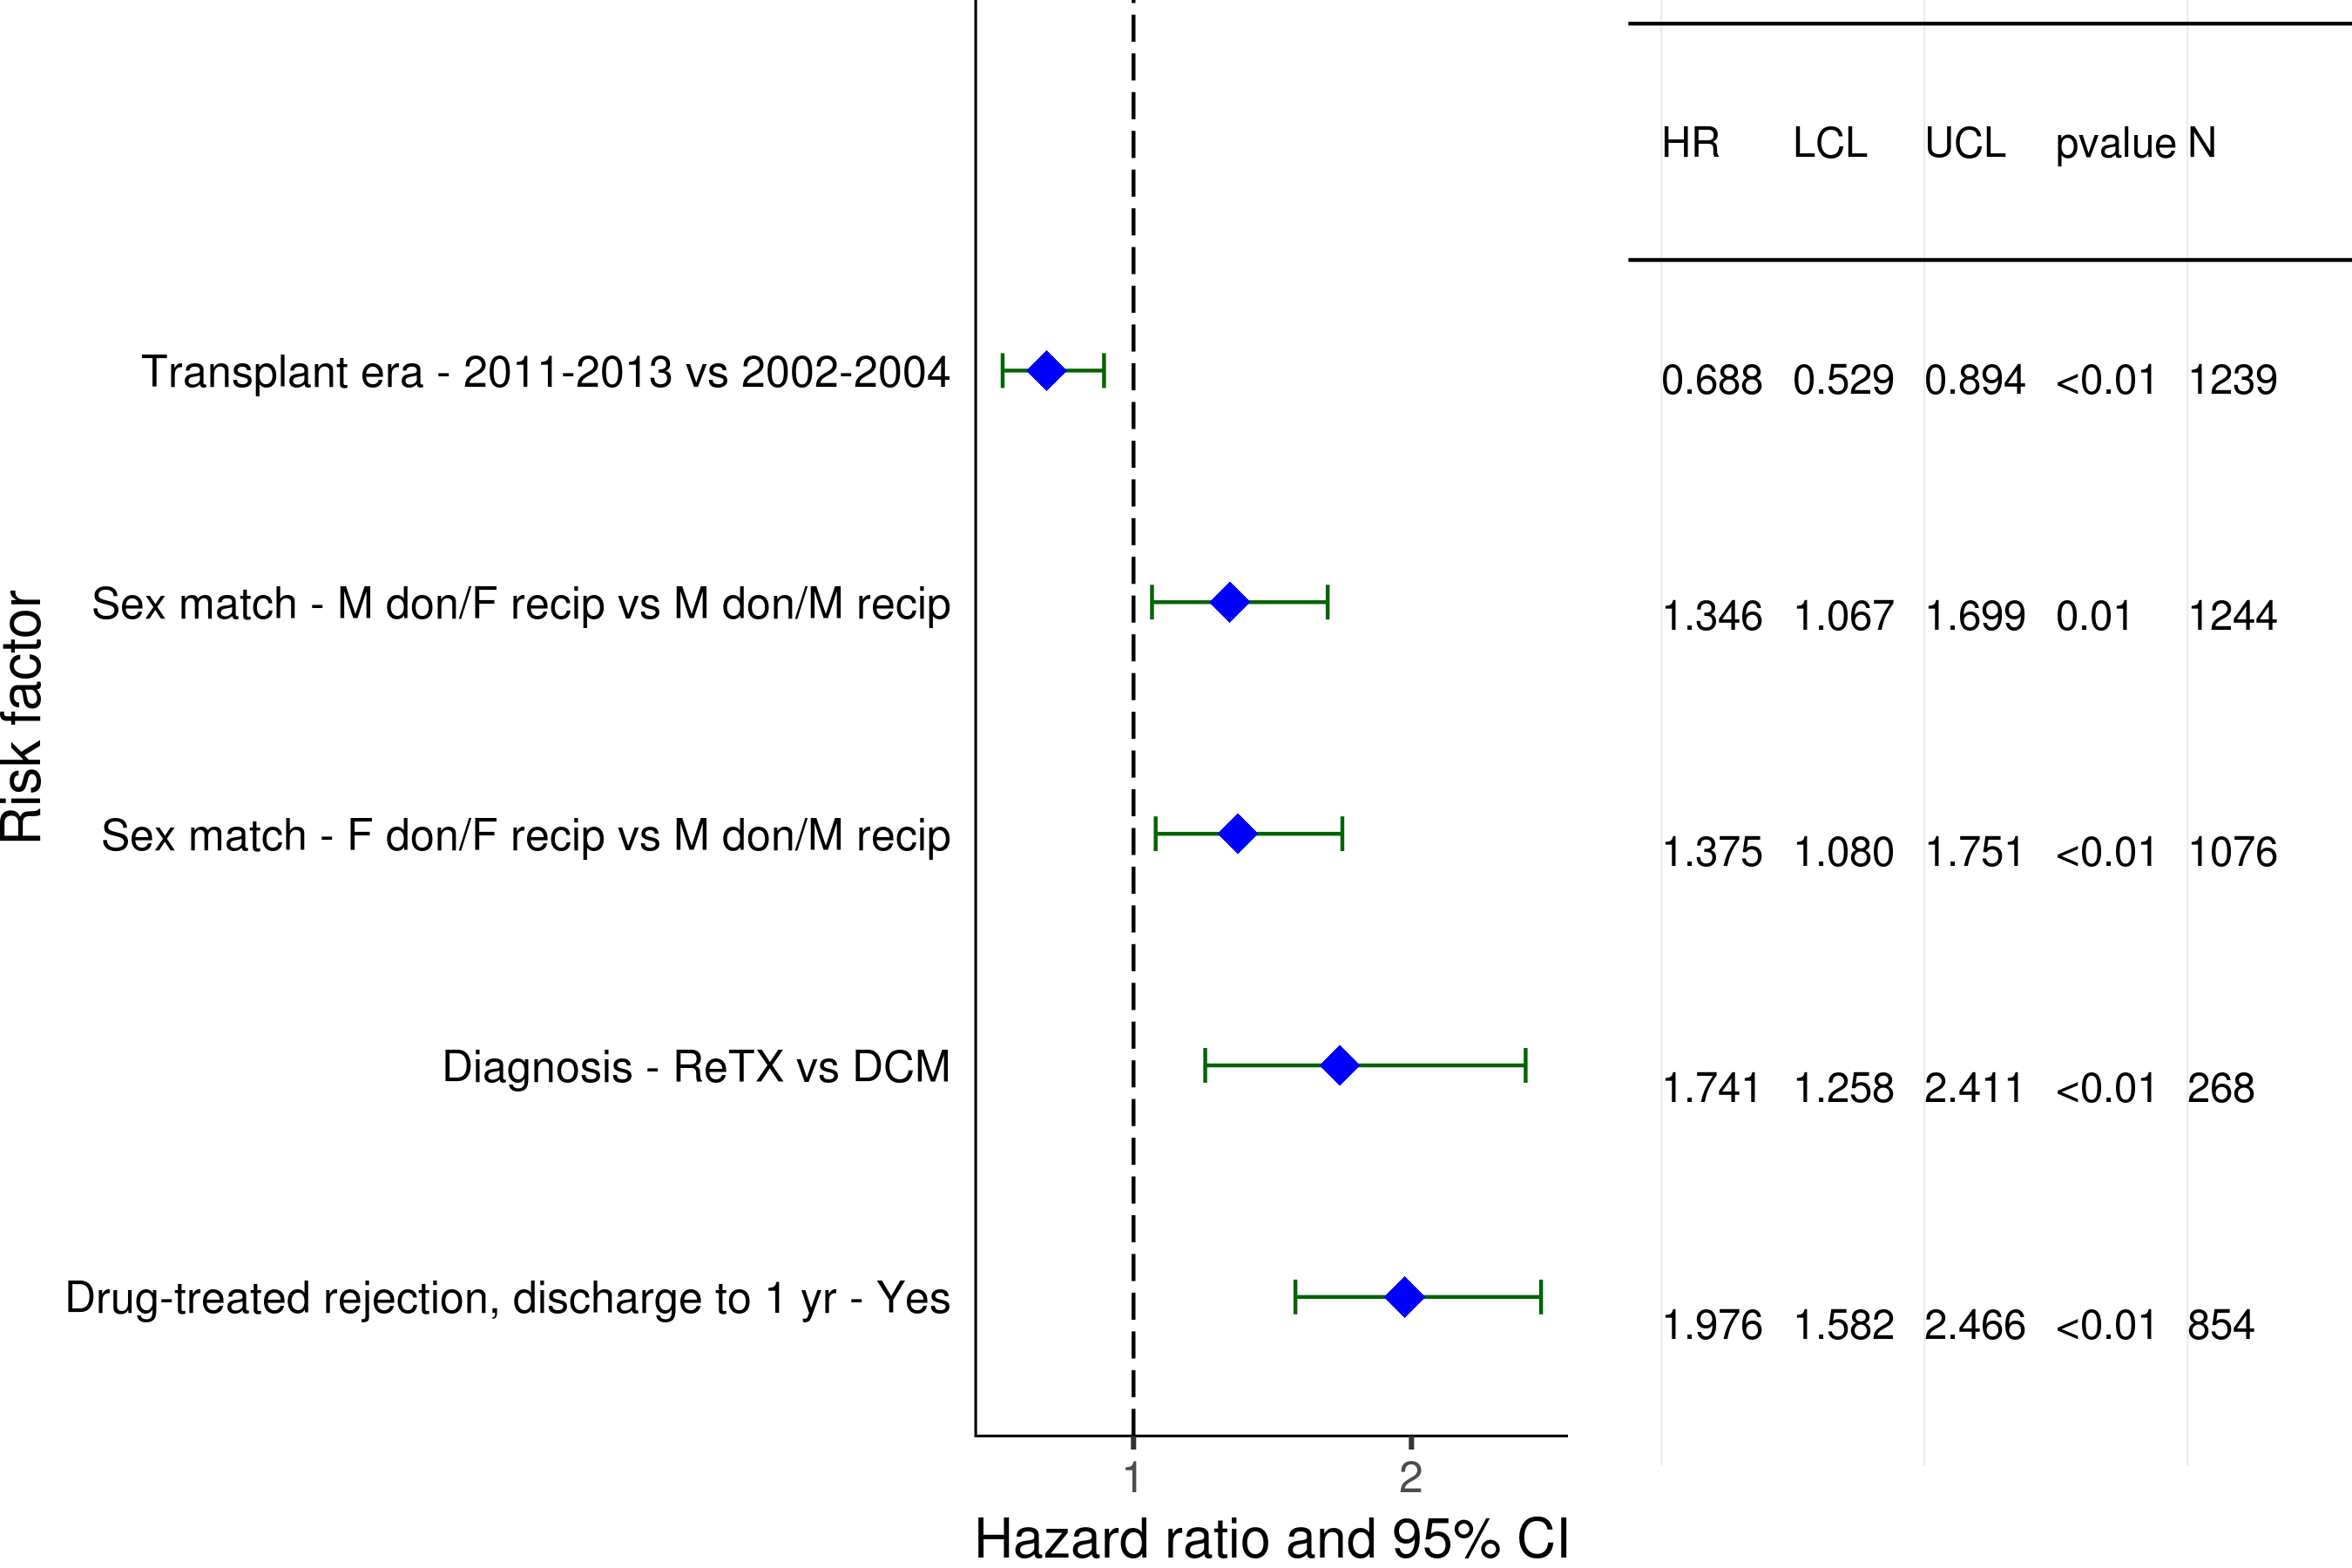 HR LCL UCL pvalue N
Transplant era - 2011-2013 vs 2002-2004 0.688 0.529 0.894 <0.01 1239
Sex match - M don/F recip vs M don/M recip 1.346 1.067 1.699 0.01 1244
Sex match - F don/F recip vs M don/M recip 1.375 1.080 1.751 <0.01 1076
Diagnosis - ReTX vs DCM 1.741 1.258 2.411 <0.01 268
Drug-treated rejection, discharge to 1 yr - Yes 1.976 1.582 2.466 <0.01 854
Risk factor
1 2
Hazard ratio and 95% CI